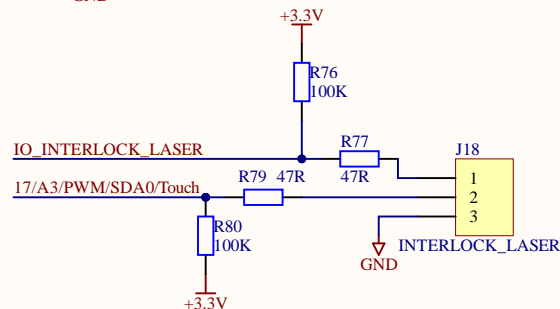 GND
+3.3V
R76
100K
IO_INTERLOCK_LASER
R77
47R
J18
17/A3/PWM/SDA0/Touch
R79
47R
1
2
3
R80
100K
INTERLOCK_LASER
GND
+3.3V